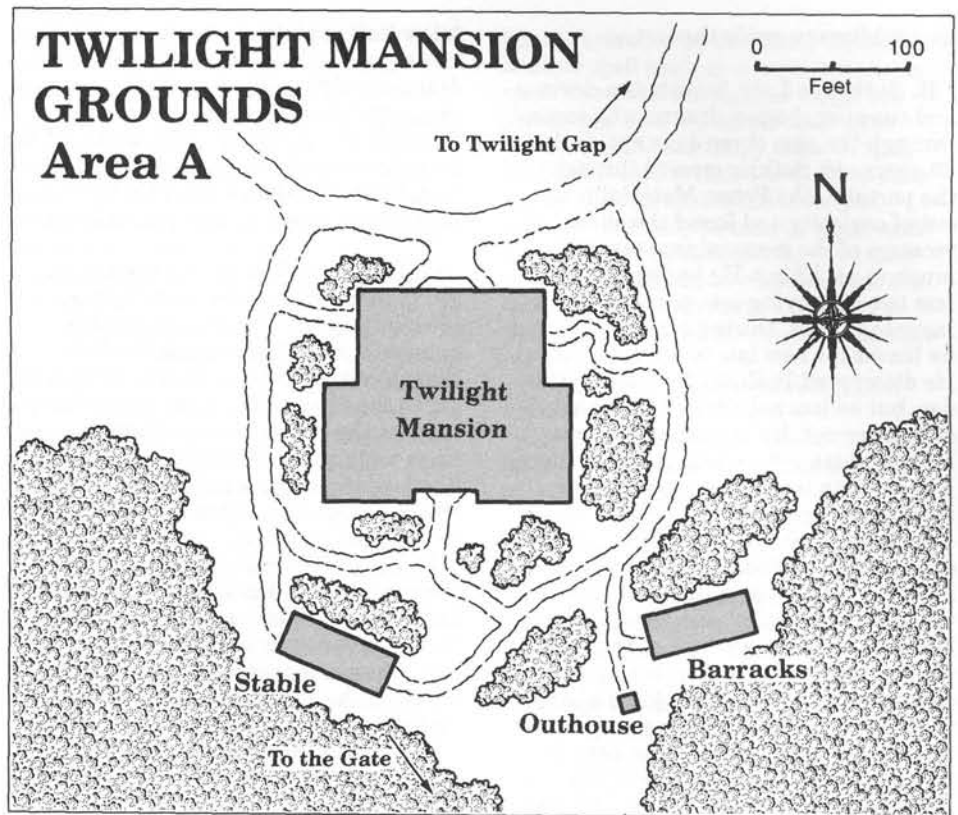 TWILIGHT MANSION
GROUNDS
Area A
0 100
Feet
To Twilight Gap
N
Twilight
Mansion
Stable
Barracks
Outhouse
To the Gate